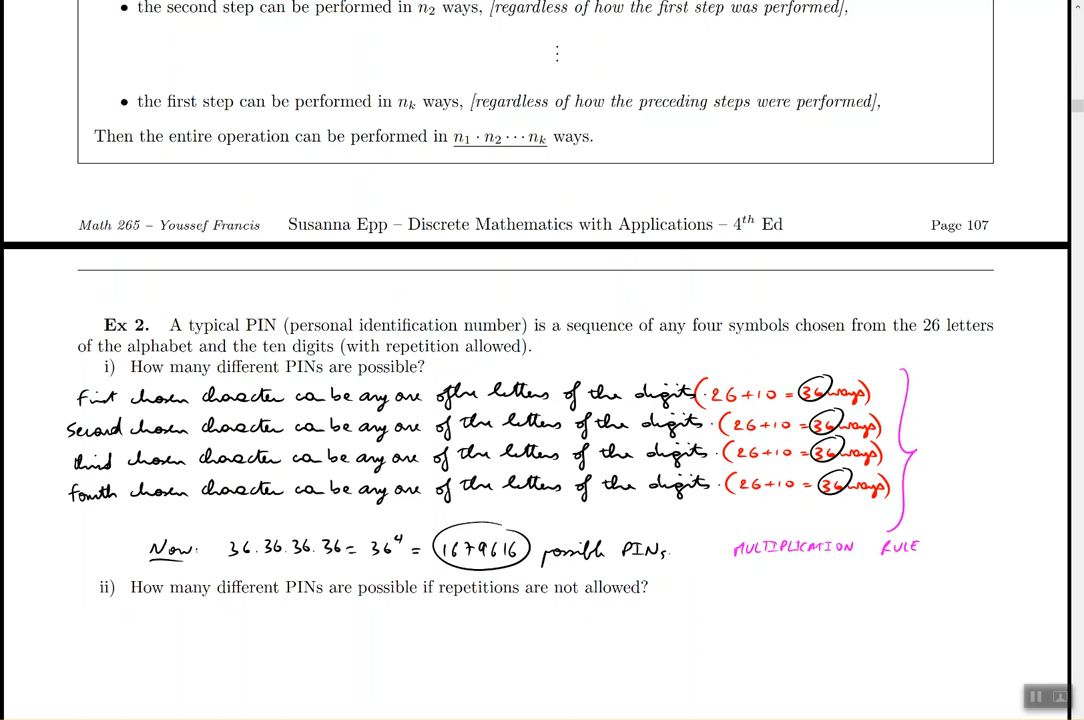 • the second step can be performed in n₂ ways, [regardless of how the first step was performed],
⋮
• the first step can be performed in nₖ ways, [regardless of how the preceding steps were performed],
Then the entire operation can be performed in n₁ · n₂ ··· nₖ ways.
Math 265 – Youssef Francis Susanna Epp – Discrete Mathematics with Applications – 4ᵗʰ Ed Page 107
Ex 2. A typical PIN (personal identification number) is a sequence of any four symbols chosen from the 26 letters
of the alphabet and the ten digits (with repetition allowed).
i) How many different PINs are possible?
First chosen character can be any one of the letters of the digits. (26+10 = 36 ways)
Second chosen character can be any one of the letters of the digits. (26+10 = 36 ways)
third chosen character can be any one of the letters of the digits. (26+10 = 36 ways)
fourth chosen character can be any one of the letters of the digits. (26+10 = 36 ways)
Now: 36.36.36.36 = 36⁴ = 1679616 possible PINs. MULTIPLICATION RULE
ii) How many different PINs are possible if repetitions are not allowed?